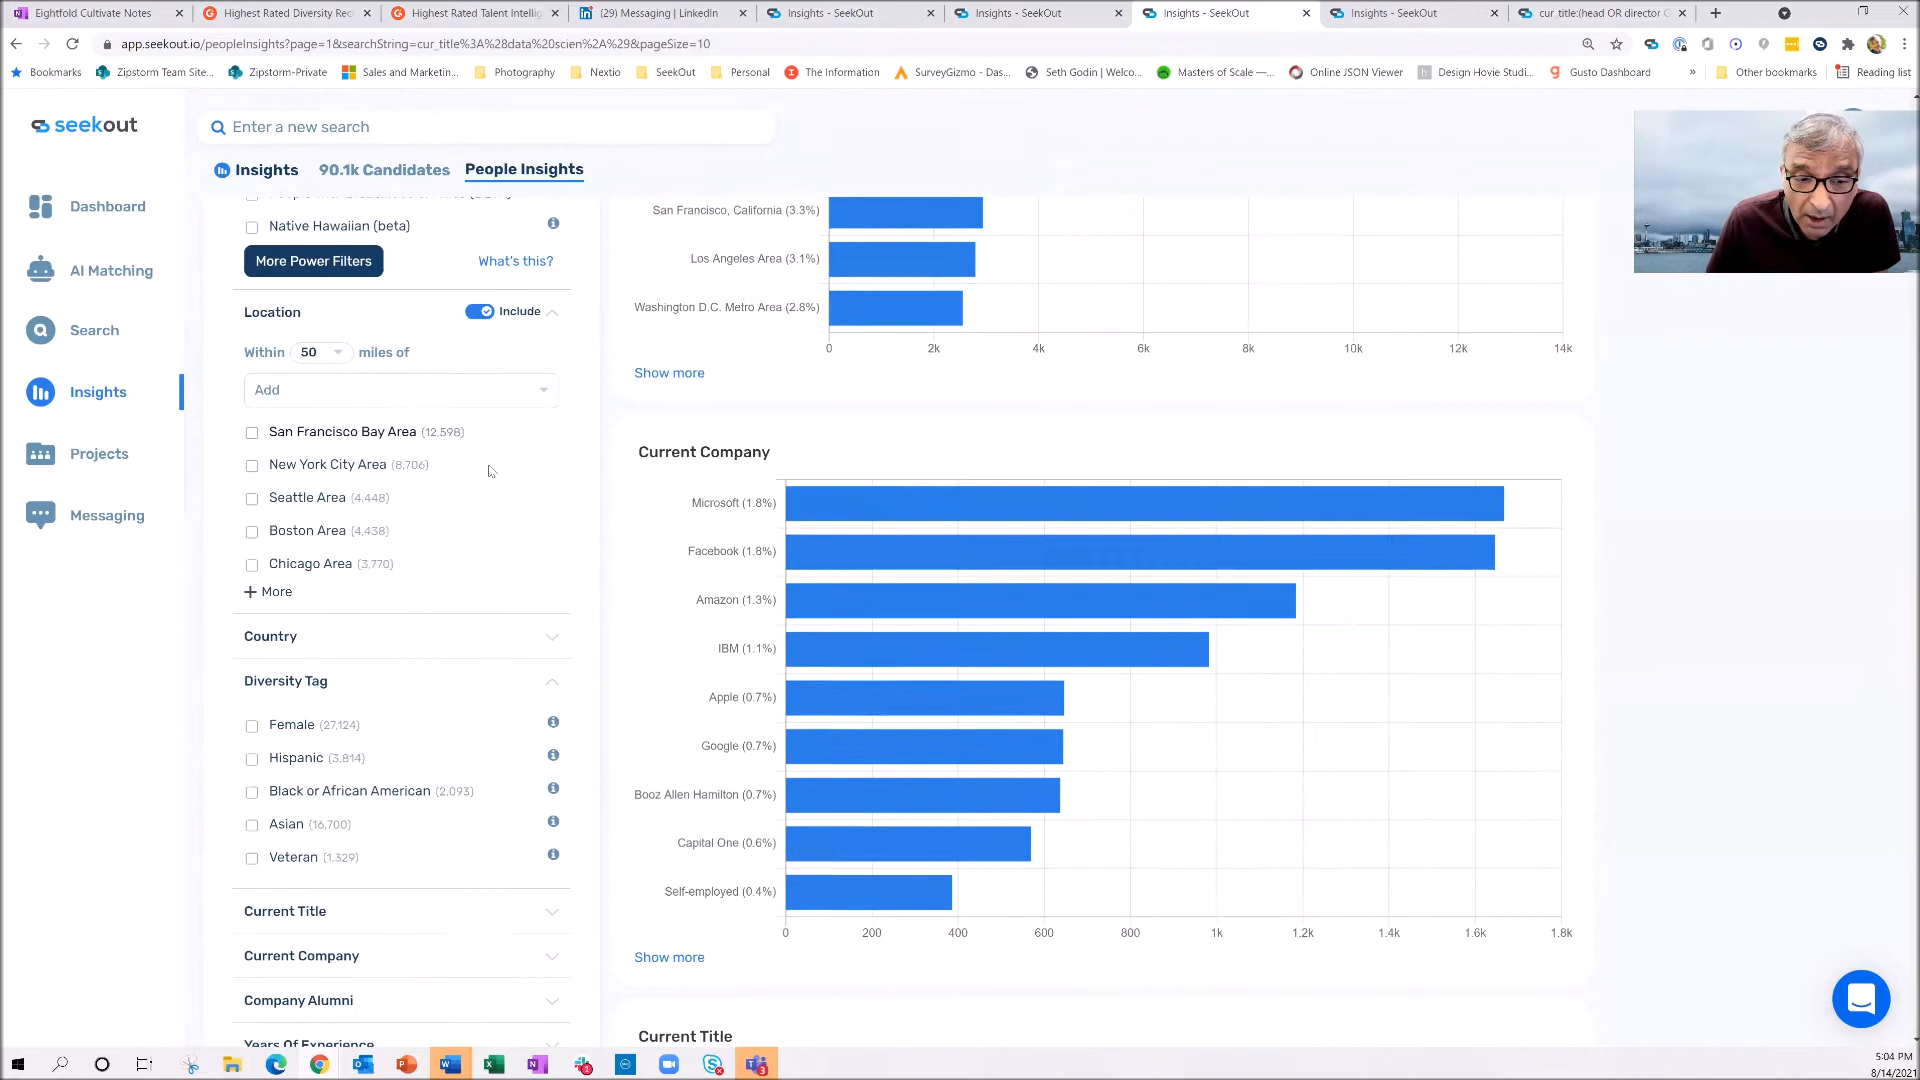 Eightfold Cultivate Notes
Highest Rated Diversity Rec
Highest Rated Talent Intellig
(29) Messaging | LinkedIn
Insights - SeekOut
Insights - SeekOut
Insights - SeekOut
Insights - SeekOut
cur_title:(head OR director O
app.seekout.io/peopleInsights?page=1&searchString=cur_title%3A%28data%20scien%2A%29&pageSize=10
Bookmarks
Zipstorm Team Site...
Zipstorm-Private
Sales and Marketin...
Photography
Nextio
SeekOut
Personal
The Information
SurveyGizmo - Das...
Seth Godin | Welco...
Masters of Scale —...
Online JSON Viewer
Design Hovie Studi...
Gusto Dashboard
»
Other bookmarks
Reading list
seekout
Enter a new search
Insights
90.1k Candidates
People Insights
Dashboard
AI Matching
Search
Insights
Projects
Messaging
Native Hawaiian (beta)
More Power Filters
What's this?
Location
Include
Within 50 miles of
Add
San Francisco Bay Area (12,598)
New York City Area (8,706)
Seattle Area (4,448)
Boston Area (4,438)
Chicago Area (3,770)
+ More
Country
Diversity Tag
Female (27,124)
Hispanic (3,814)
Black or African American (2,093)
Asian (16,700)
Veteran (1,329)
Current Title
Current Company
Company Alumni
Years Of Experience
San Francisco, California (3.3%)
Los Angeles Area (3.1%)
Washington D.C. Metro Area (2.8%)
0 2k 4k 6k 8k 10k 12k 14k
Show more
Current Company
Microsoft (1.8%)
Facebook (1.8%)
Amazon (1.3%)
IBM (1.1%)
Apple (0.7%)
Google (0.7%)
Booz Allen Hamilton (0.7%)
Capital One (0.6%)
Self-employed (0.4%)
0 200 400 600 800 1k 1.2k 1.4k 1.6k 1.8k
Show more
Current Title
5:04 PM
8/14/2021